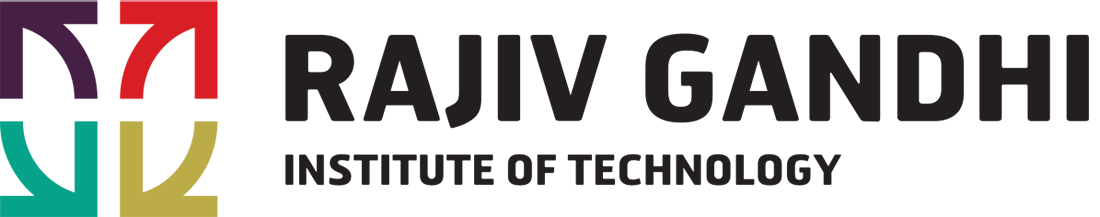 RAJIV GANDHI
INSTITUTE OF TECHNOLOGY